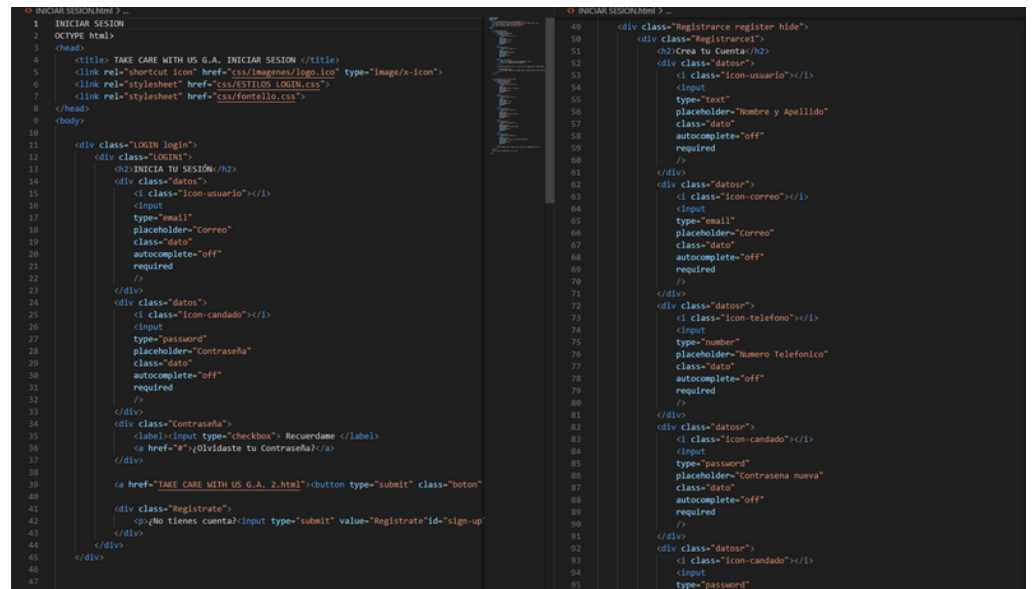 INICIAR SESION.html > ...
1 INICIAR SESION
2 OCTYPE html>
3 <head>
4 <title> TAKE CARE WITH US G.A. INICIAR SESION </title>
5 <link rel="shortcut icon" href="css/imagenes/logo.ico" type="image/x-icon">
6 <link rel="stylesheet" href="css/ESTILOS LOGIN.css">
7 <link rel="stylesheet" href="css/fontello.css">
8 </head>
9 <body>
10
11 <div class="LOGIN login">
12 <div class="LOGIN1">
13 <h2>INICIA TU SESIÓN</h2>
14 <div class="datos">
15 <i class="icon-usuario"></i>
16 <input
17 type="email"
18 placeholder="Correo"
19 class="dato"
20 autocomplete="off"
21 required
22 />
23 </div>
24 <div class="datos">
25 <i class="icon-candado"></i>
26 <input
27 type="password"
28 placeholder="Contraseña"
29 class="dato"
30 autocomplete="off"
31 required
32 />
33 </div>
34 <div class="Contraseña">
35 <label><input type="checkbox"> Recuerdame </label>
36 <a href="#">¿Olvidaste tu Contraseña?</a>
37 </div>
38
39 <a href="TAKE CARE WITH US G.A. 2.html"><button type="submit" class="boton"
40
41 <div class="Registrate">
42 <p>¿No tienes cuenta?<input type="submit" value="Registrate"id="sign-up"
43 </div>
44 </div>
45 </div>
46
47
INICIAR SESION.html > ...
49 <div class="Registrarce register hide">
50 <div class="Registrarce1">
51 <h2>Crea tu Cuenta</h2>
52 <div class="datosr">
53 <i class="icon-usuario"></i>
54 <input
55 type="text"
56 placeholder="Nombre y Apellido"
57 class="dato"
58 autocomplete="off"
59 required
60 />
61 </div>
62 <div class="datosr">
63 <i class="icon-correo"></i>
64 <input
65 type="email"
66 placeholder="Correo"
67 class="dato"
68 autocomplete="off"
69 required
70 />
71 </div>
72 <div class="datosr">
73 <i class="icon-telefono"></i>
74 <input
75 type="number"
76 placeholder="Numero Telefonico"
77 class="dato"
78 autocomplete="off"
79 required
80 />
81 </div>
82 <div class="datosr">
83 <i class="icon-candado"></i>
84 <input
85 type="password"
86 placeholder="Contrasena nueva"
87 class="dato"
88 autocomplete="off"
89 required
90 />
91 </div>
92 <div class="datosr">
93 <i class="icon-candado"></i>
94 <input
95 type="password"